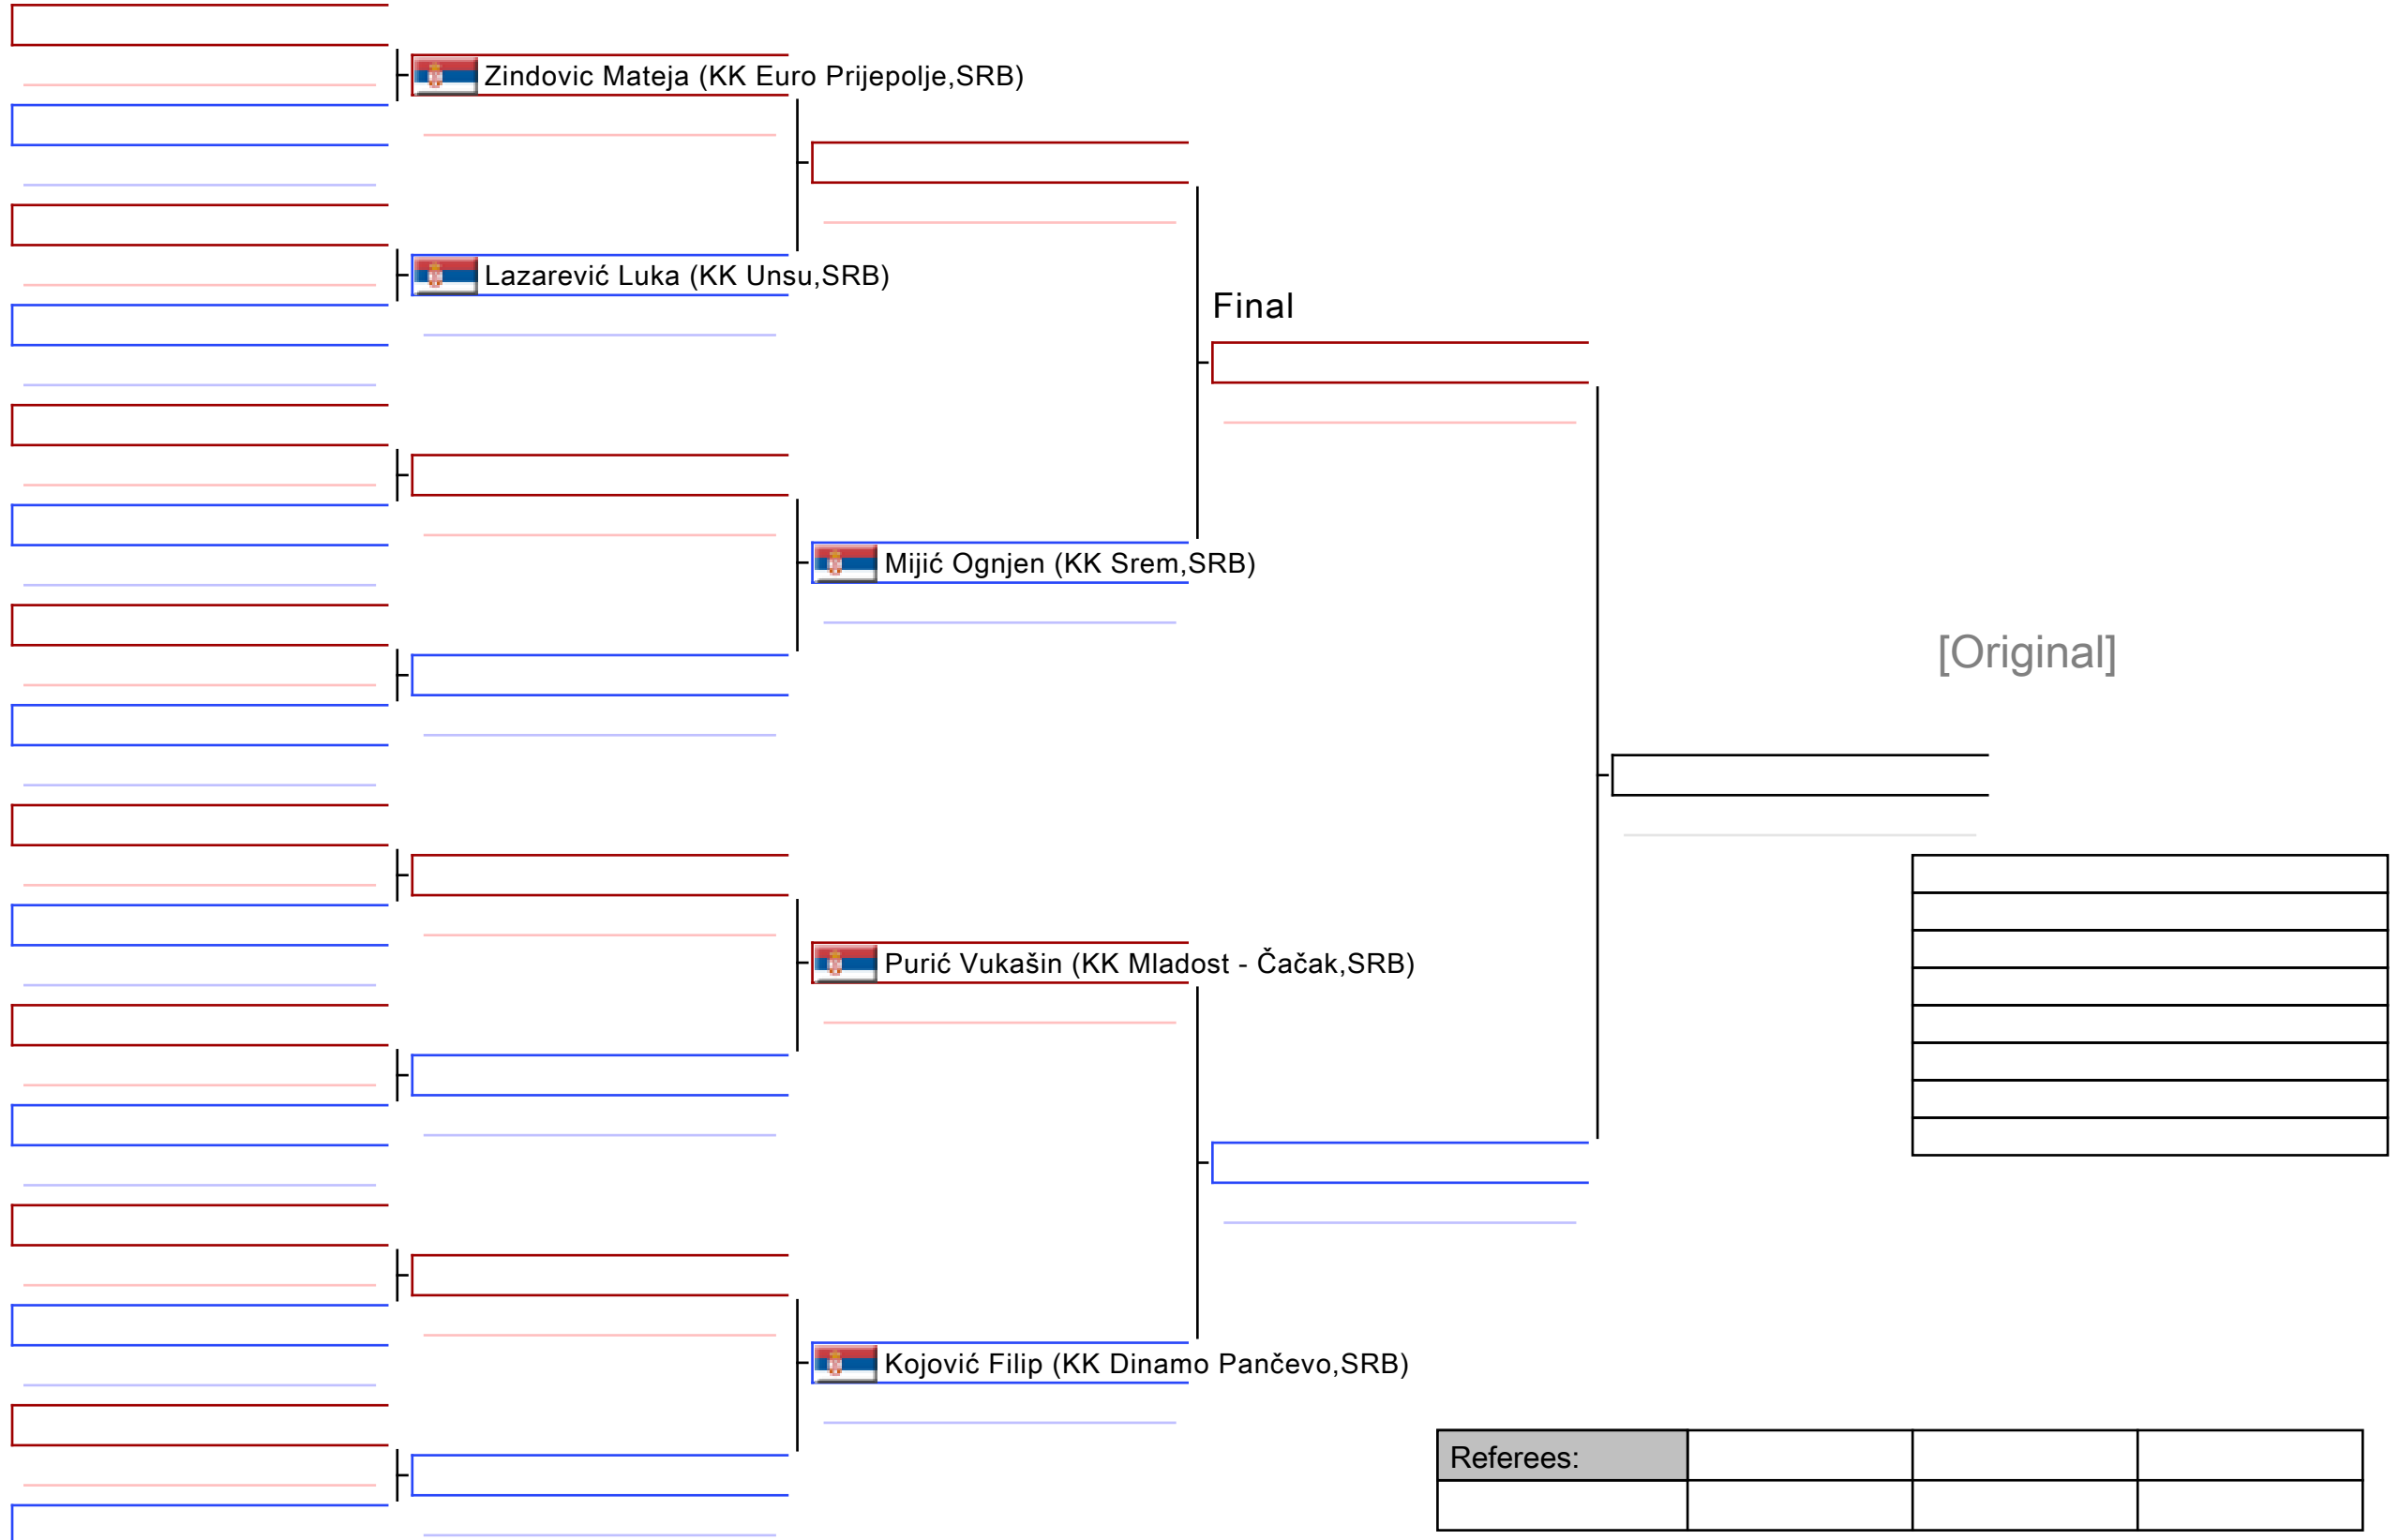 Zindovic Mateja (KK Euro Prijepolje,SRB)
Lazarević Luka (KK Unsu,SRB)
Final
Mijić Ognjen (KK Srem,SRB)
[Original]
Purić Vukašin (KK Mladost - Čačak,SRB)
Kojović Filip (KK Dinamo Pančevo,SRB)
Referees: